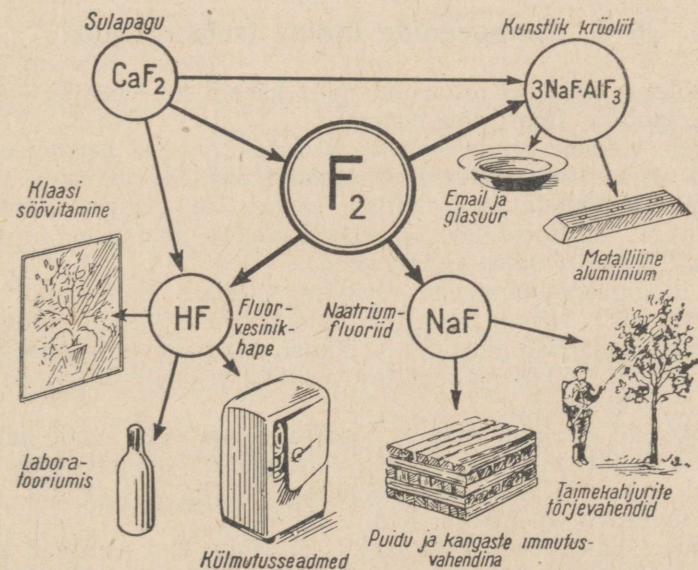 Sulapagu
CaF2
Kunstlik krüoliit
3NaF·AlF3
F2
Email ja
glasuur
Metalliline
alumiinium
Klaasi
söövitamine
HF
Fluor-
vesinik-
hape
Naatrium-
fluoriid
NaF
Labora-
tooriumis
Külmutusseadmed
Puidu ja kangaste immutus-
vahendina
Taimekahjurite
tõrjevahendid